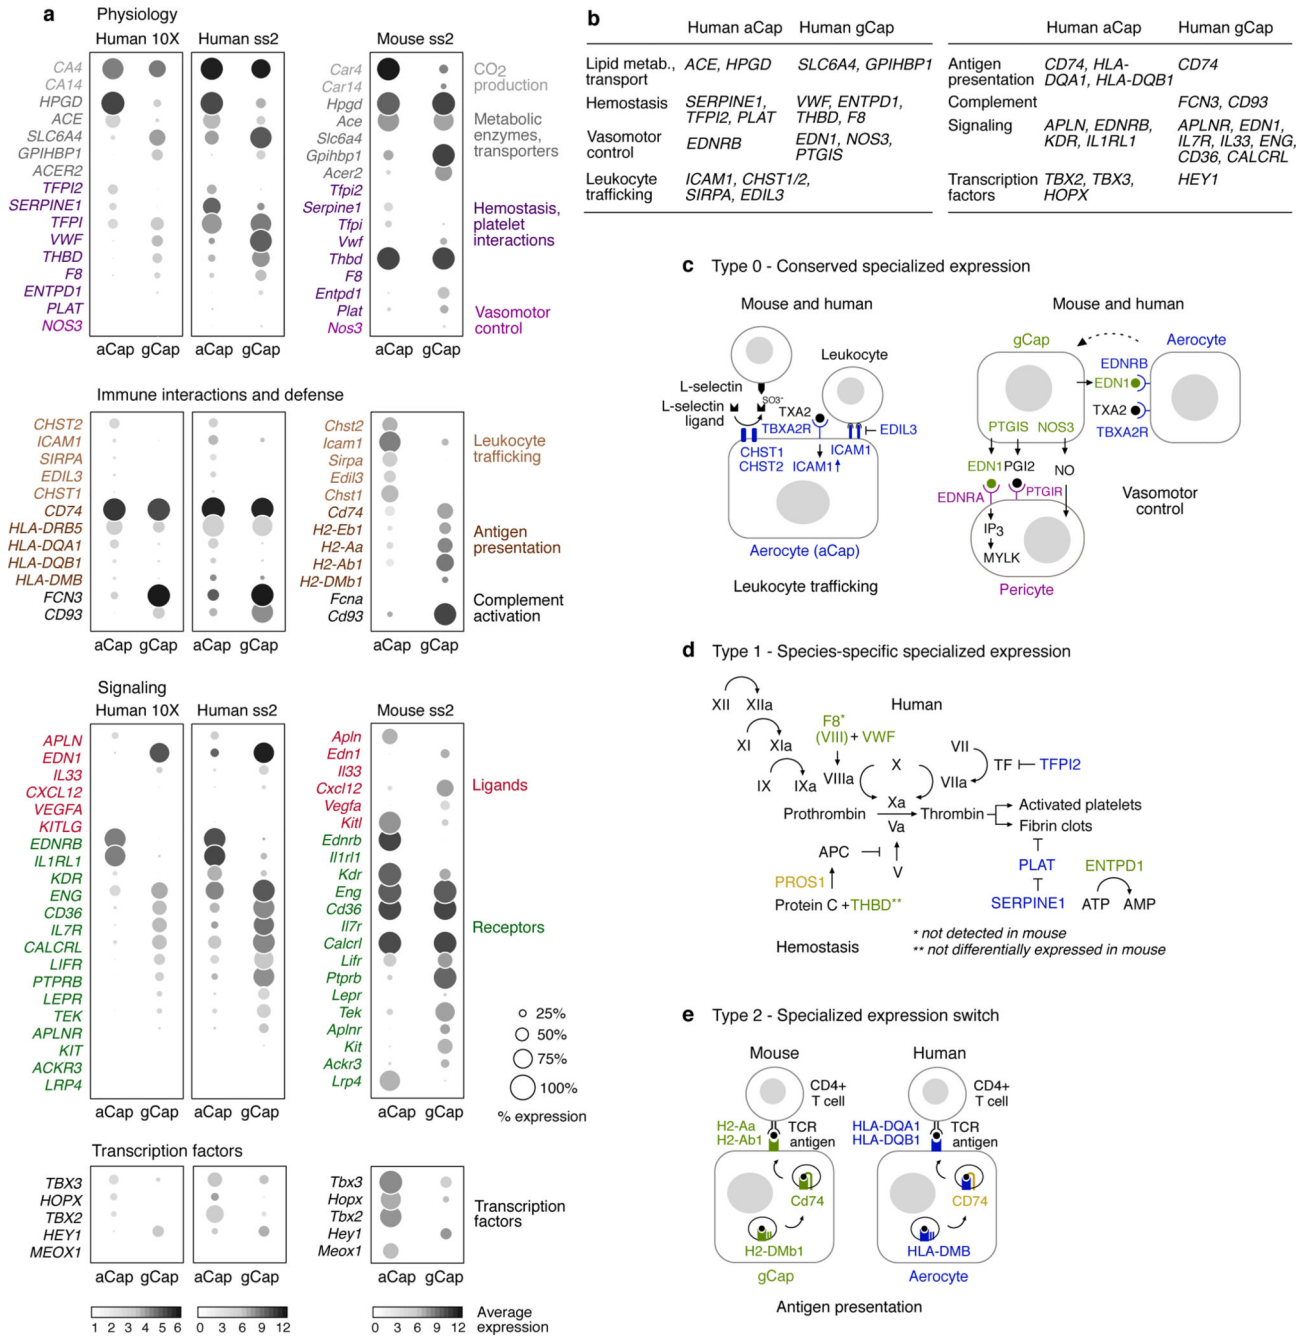 a
Physiology
Human 10X
Human ss2
Mouse ss2
CA4
CA14
HPGD
ACE
SLC6A4
GPIHBP1
ACER2
TFPI2
SERPINE1
TFPI
VWF
THBD
F8
ENTPD1
PLAT
NOS3
Car4
Car14
Hpgd
Ace
Slc6a4
Gpihbp1
Acer2
Tfpi2
Serpine1
Tfpi
Vwf
Thbd
F8
Entpd1
Plat
Nos3
CO2
production
Metabolic
enzymes,
transporters
Hemostasis,
platelet
interactions
Vasomotor
control
aCap gCap
aCap gCap
aCap gCap
Immune interactions and defense
CHST2
ICAM1
SIRPA
EDIL3
CHST1
CD74
HLA-DRB5
HLA-DQA1
HLA-DQB1
HLA-DMB
FCN3
CD93
Chst2
Icam1
Sirpa
Edil3
Chst1
Cd74
H2-Eb1
H2-Aa
H2-Ab1
H2-DMb1
Fcna
Cd93
Leukocyte
trafficking
Antigen
presentation
Complement
activation
aCap gCap
aCap gCap
aCap gCap
Signaling
Human 10X
Human ss2
Mouse ss2
APLN
EDN1
IL33
CXCL12
VEGFA
KITLG
EDNRB
IL1RL1
KDR
ENG
CD36
IL7R
CALCRL
LIFR
PTPRB
LEPR
TEK
APLNR
KIT
ACKR3
LRP4
Apln
Edn1
Il33
Cxcl12
Vegfa
Kitl
Ednrb
Il1rl1
Kdr
Eng
Cd36
Il7r
Calcrl
Lifr
Ptprb
Lepr
Tek
Aplnr
Kit
Ackr3
Lrp4
Ligands
Receptors
25%
50%
75%
100%
% expression
aCap gCap
aCap gCap
aCap gCap
Transcription factors
TBX3
HOPX
TBX2
HEY1
MEOX1
Tbx3
Hopx
Tbx2
Hey1
Meox1
Transcription
factors
aCap gCap
aCap gCap
aCap gCap
1 2 3 4 5 6
0 3 6 9 12
0 3 6 9 12
Average
expression
b
Human aCap Human gCap
Lipid metab., transport
ACE, HPGD
SLC6A4, GPIHBP1
Hemostasis
SERPINE1,
TFPI2, PLAT
VWF, ENTPD1,
THBD, F8
Vasomotor
control
EDNRB
EDN1, NOS3,
PTGIS
Leukocyte
trafficking
ICAM1, CHST1/2,
SIRPA, EDIL3
Human aCap Human gCap
Antigen
presentation
CD74, HLA-
DQA1, HLA-DQB1
CD74
Complement
FCN3, CD93
Signaling
APLN, EDNRB,
KDR, IL1RL1
APLNR, EDN1,
IL7R, IL33, ENG,
CD36, CALCRL
Transcription
factors
TBX2, TBX3,
HOPX
HEY1
c Type 0 - Conserved specialized expression
Mouse and human
Leukocyte
L-selectin
L-selectin
ligand
SO3-
TXA2
TBXA2R
EDIL3
CHST1
CHST2
ICAM1
ICAM1
Aerocyte (aCap)
Leukocyte trafficking
Mouse and human
gCap
Aerocyte
EDNRB
EDN1
TXA2
TBXA2R
PTGIS NOS3
EDN1 PGI2 NO
EDNRA
PTGIR
IP3
MYLK
Vasomotor
control
Pericyte
d Type 1 - Species-specific specialized expression
Human
XII XIIa
XI XIa
IX IXa
F8*
(VIII) + VWF
VIIIa
X
Xa
Va
V
VII
VIIa
TF
TFPI2
Prothrombin
Thrombin
Activated platelets
Fibrin clots
APC
PROS1
Protein C + THBD**
PLAT
SERPINE1
ENTPD1
ATP AMP
Hemostasis
* not detected in mouse
** not differentially expressed in mouse
e Type 2 - Specialized expression switch
Mouse
CD4+
T cell
H2-Aa
H2-Ab1
TCR
antigen
Cd74
H2-DMb1
gCap
Human
CD4+
T cell
HLA-DQA1
HLA-DQB1
TCR
antigen
CD74
HLA-DMB
Aerocyte
Antigen presentation